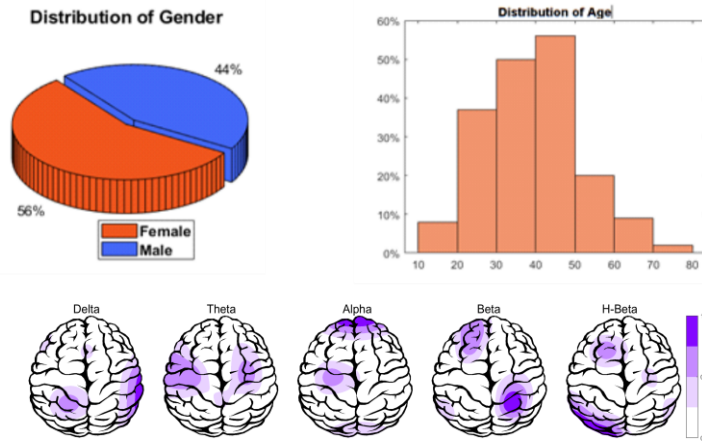 Distribution of Gender
44%
56%
Female
Male
Distribution of Age
60%
50%
40%
30%
20%
10%
0%
10 20 30 40 50 60 70 80
Delta Theta Alpha Beta H-Beta